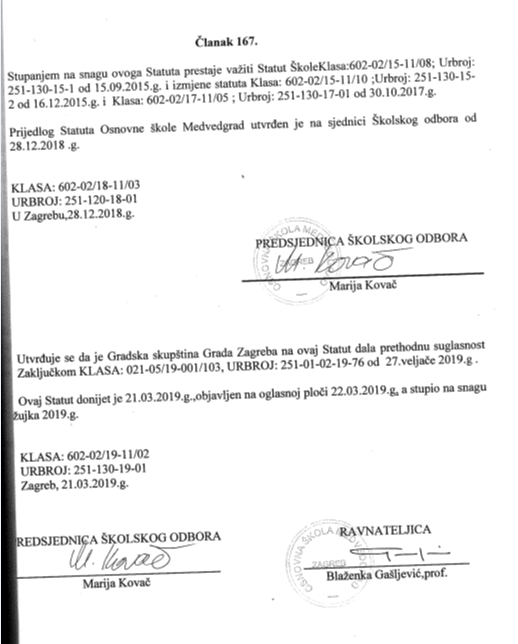 Članak 167.
Stupanjem na snagu ovoga Statuta prestaje važiti Statut ŠkoleKlasa:602-02/15-11/08; Urbroj:
251-130-15-1 od 15.09.2015.g. i izmjene statuta Klasa: 602-02/15-11/10 ;Urbroj: 251-130-15-
2 od 16.12.2015.g. i Klasa: 602-02/17-11/05 ; Urbroj: 251-130-17-01 od 30.10.2017.g.
Prijedlog Statuta Osnovne škole Medvedgrad utvrđen je na sjednici Školskog odbora od
28.12.2018 .g.
KLASA: 602-02/18-11/03
URBROJ: 251-120-18-01
U Zagrebu,28.12.2018.g.
PREDSJEDNICA ŠKOLSKOG ODBORA
M. Kovač
Marija Kovač
Utvrđuje se da je Gradska skupština Grada Zagreba na ovaj Statut dala prethodnu suglasnost
Zaključkom KLASA: 021-05/19-001/103, URBROJ: 251-01-02-19-76 od 27.veljače 2019.g .
Ovaj Statut donijet je 21.03.2019.g.,objavljen na oglasnoj ploči 22.03.2019.g, a stupio na snagu
žujka 2019.g.
KLASA: 602-02/19-11/02
URBROJ: 251-130-19-01
Zagreb, 21.03.2019.g.
REDSJEDNICA ŠKOLSKOG ODBORA
M. Kovač
Marija Kovač
RAVNATELJICA
OSNOVNA ŠKOLA
ZAGREB
Blaženka Gašljević,prof.